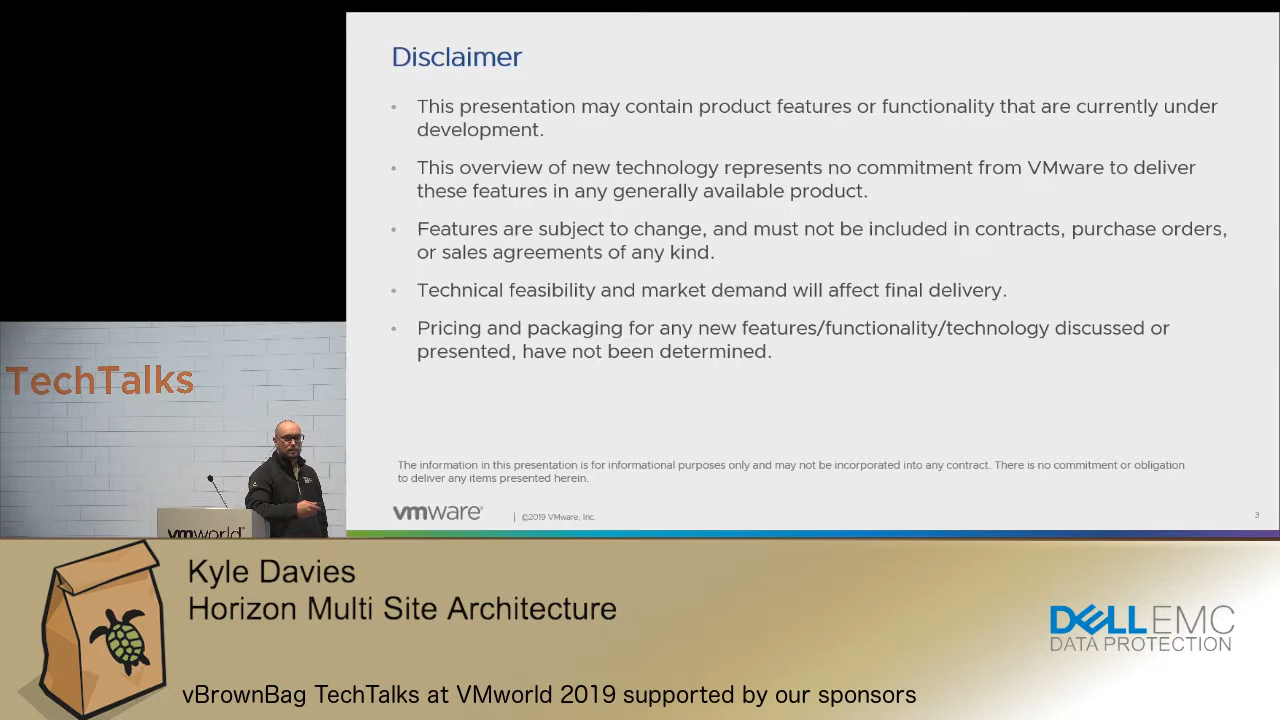 Disclaimer
• This presentation may contain product features or functionality that are currently under
development.
• This overview of new technology represents no commitment from VMware to deliver
these features in any generally available product.
• Features are subject to change, and must not be included in contracts, purchase orders,
or sales agreements of any kind.
• Technical feasibility and market demand will affect final delivery.
• Pricing and packaging for any new features/functionality/technology discussed or
presented, have not been determined.
The information in this presentation is for informational purposes only and may not be incorporated into any contract. There is no commitment or obligation
to deliver any items presented herein.
vmware® | ©2019 VMware, Inc.
3
TechTalks
vmworld
Kyle Davies
Horizon Multi Site Architecture
DELL EMC
DATA PROTECTION
vBrownBag TechTalks at VMworld 2019 supported by our sponsors